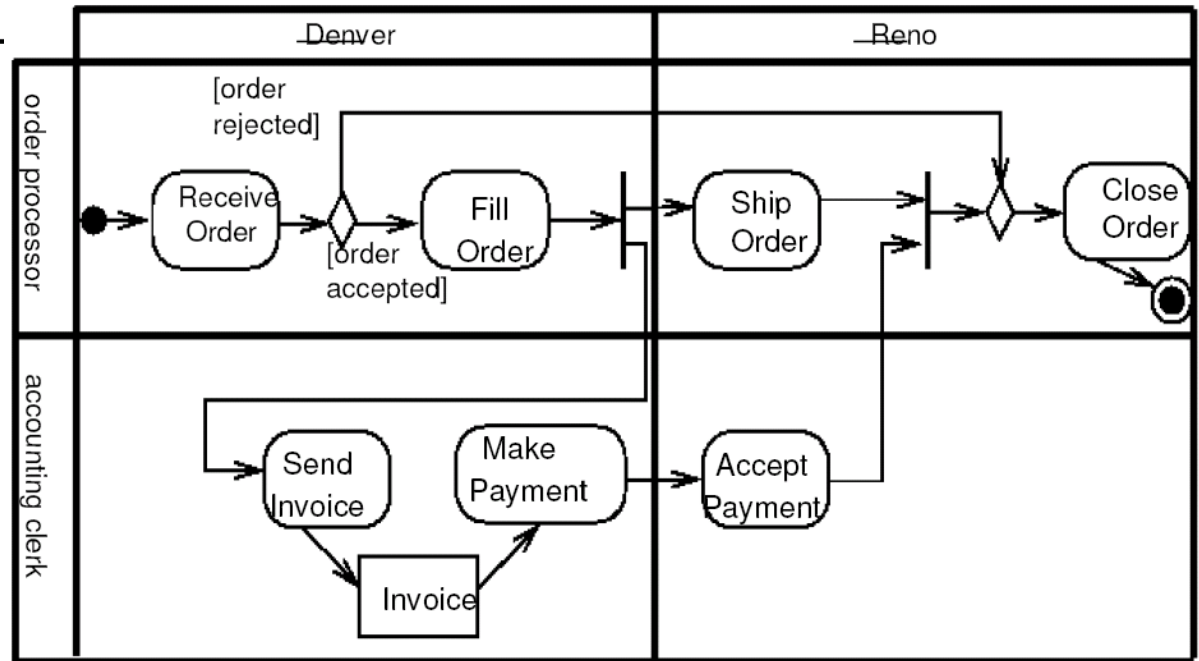 Denver
Reno
order processor
[order
rejected]
Receive
Order
[order
accepted]
Fill
Order
Ship
Order
Close
Order
accounting clerk
Send
Invoice
Invoice
Make
Payment
Accept
Payment